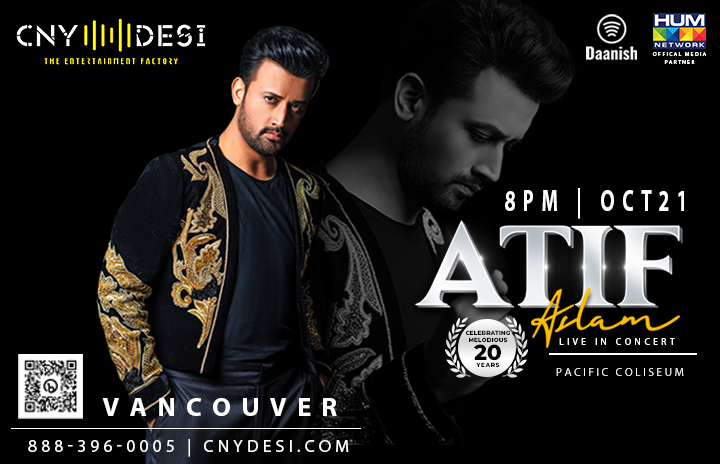 CNY DESI
THE ENTERTAINMENT FACTORY
Daanish
HUM
NETWORK
OFFICAL MEDIA
PARTNER
8PM | OCT21
ATIF
Aslam
LIVE IN CONCERT
CELEBRATING
MELODIOUS
20
YEARS
PACIFIC COLISEUM
VANCOUVER
888-396-0005 | CNYDESI.COM